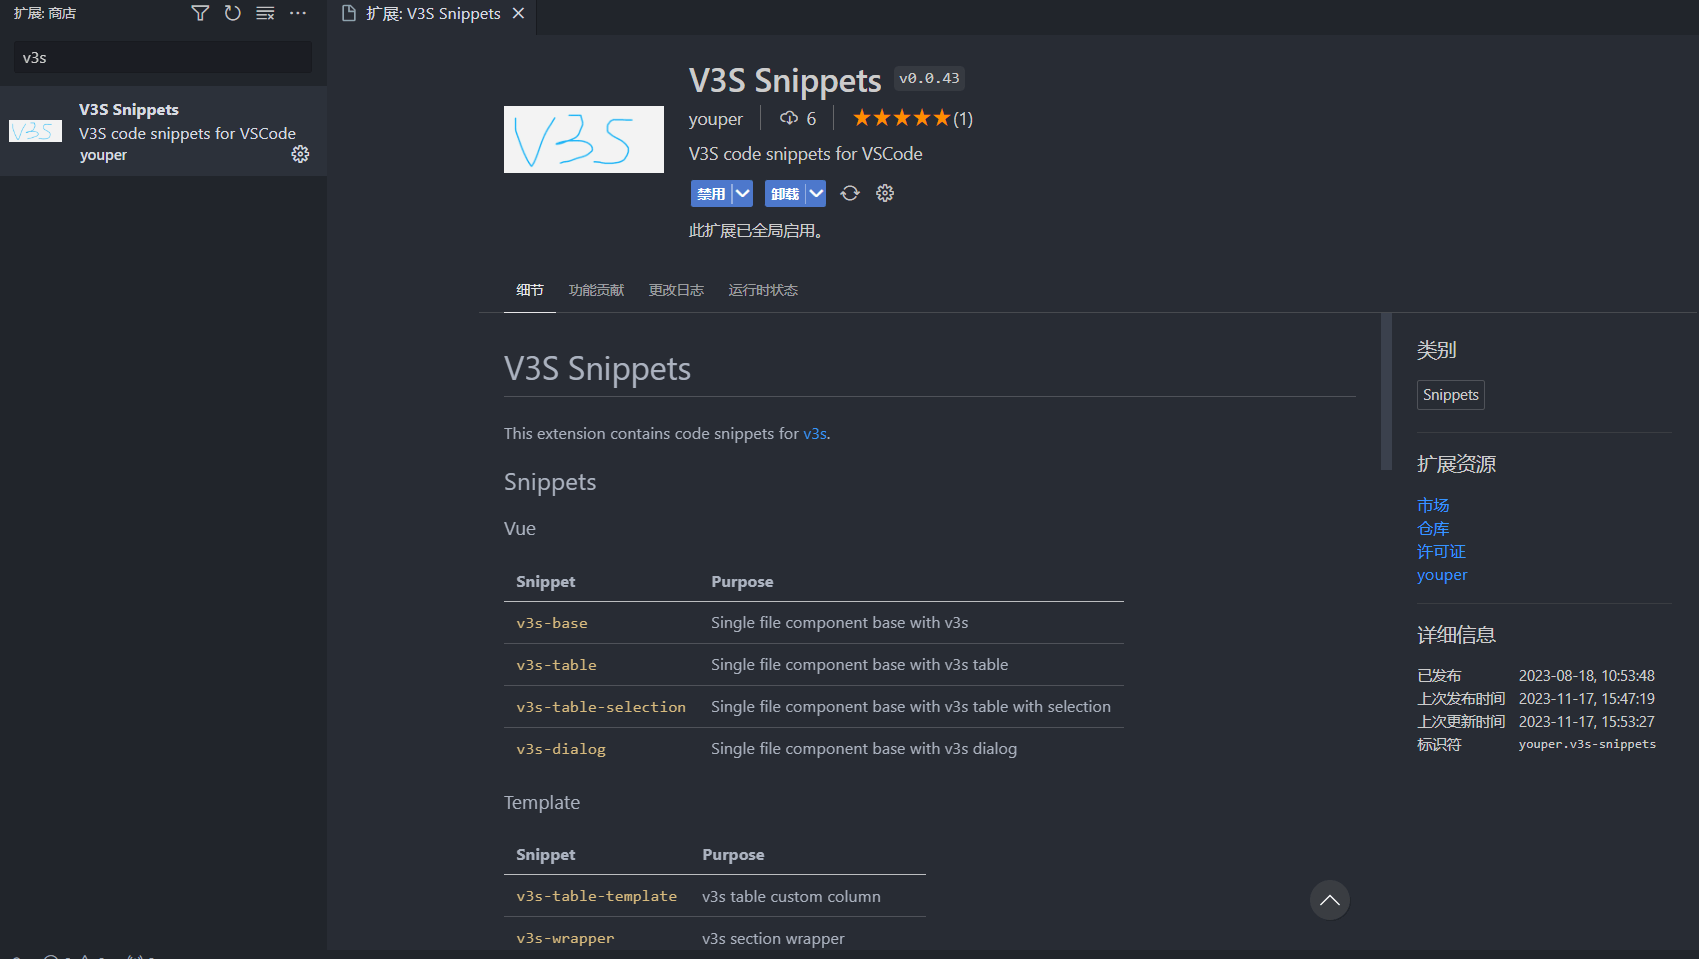 扩展: 商店
v3s
V3S
V3S Snippets
V3S code snippets for VSCode
youper
扩展: V3S Snippets
V3S
V3S Snippets v0.0.43
youper 6 (1)
V3S code snippets for VSCode
禁用 卸载
此扩展已全局启用。
细节 功能贡献 更改日志 运行时状态
V3S Snippets
This extension contains code snippets for v3s.
Snippets
Vue
Snippet Purpose
v3s-base Single file component base with v3s
v3s-table Single file component base with v3s table
v3s-table-selection Single file component base with v3s table with selection
v3s-dialog Single file component base with v3s dialog
Template
Snippet Purpose
v3s-table-template v3s table custom column
v3s-wrapper v3s section wrapper
类别
Snippets
扩展资源
市场
仓库
许可证
youper
详细信息
已发布 2023-08-18, 10:53:48
上次发布时间 2023-11-17, 15:47:19
上次更新时间 2023-11-17, 15:53:27
标识符 youper.v3s-snippets